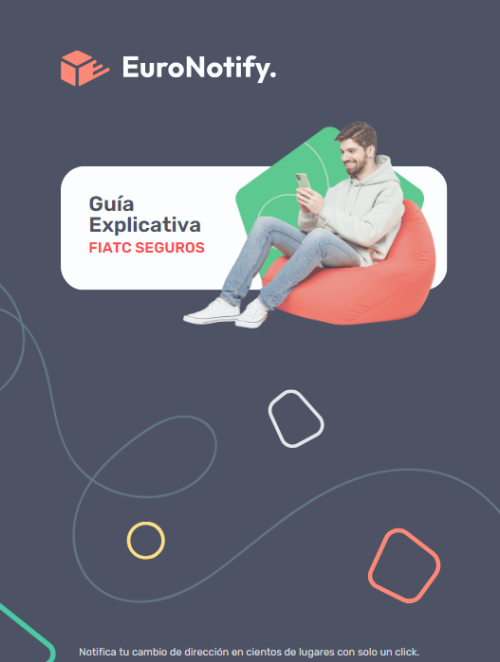 EuroNotify.
Guía
Explicativa
FIATC SEGUROS
Notifica tu cambio de dirección en cientos de lugares con solo un click.